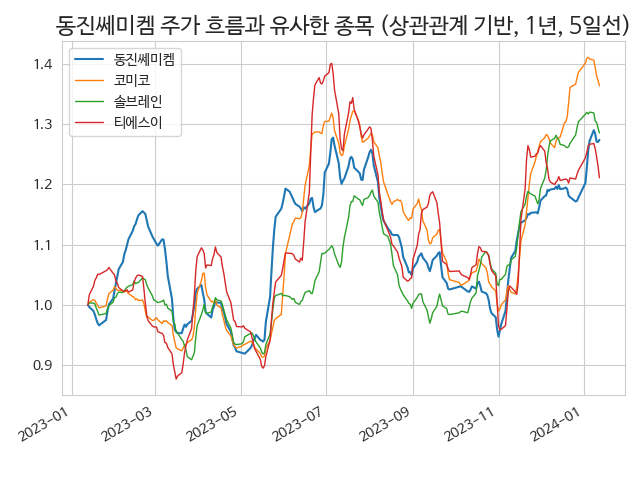 동진쎄미켐 주가 흐름과 유사한 종목 (상관관계 기반, 1년, 5일선)
동진쎄미켐
코미코
솔브레인
티에스이
1.4
1.3
1.2
1.1
1.0
0.9
2023-01
2023-03
2023-05
2023-07
2023-09
2023-11
2024-01